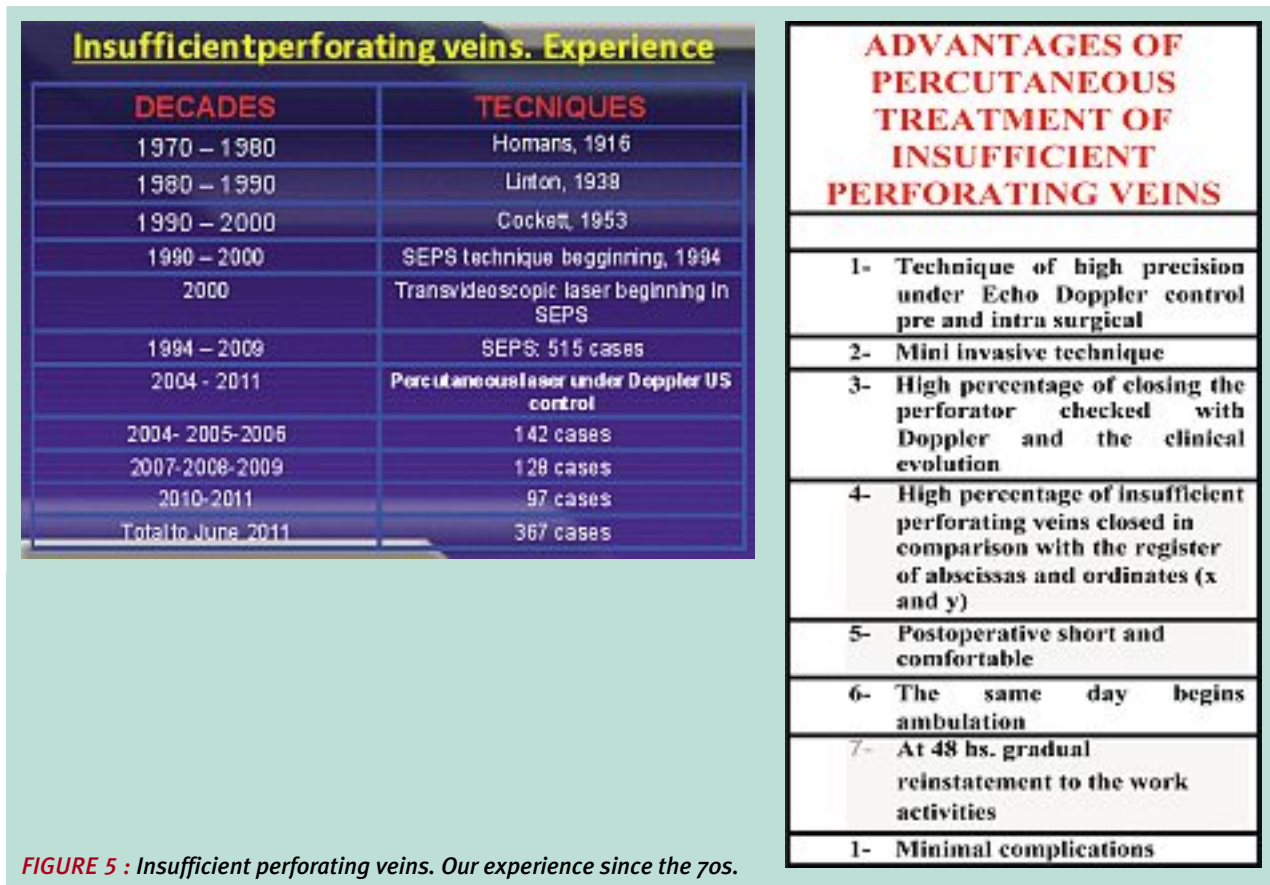 Insufficientperforating veins. Experience
DECADES TECNIQUES
1970 – 1980 Homans, 1916
1980 – 1990 Linton, 1938
1990 – 2000 Cockett, 1953
1990 – 2000 SEPS technique begginning, 1994
2000 Transvideoscopic laser beginning in
SEPS
1994 – 2009 SEPS: 515 cases
2004 - 2011 Percutaneouslaser under Doppler US
control
2004- 2005-2006 142 cases
2007-2008-2009 128 cases
2010-2011 97 cases
Totalto June 2011 367 cases
ADVANTAGES OF
PERCUTANEOUS
TREATMENT OF
INSUFFICIENT
PERFORATING VEINS
1- Technique of high precision
under Echo Doppler control
pre and intra surgical
2- Mini invasive technique
3- High percentage of closing the
perforator checked with
Doppler and the clinical
evolution
4- High percentage of insufficient
perforating veins closed in
comparison with the register
of abscissas and ordinates (x
and y)
5- Postoperative short and
comfortable
6- The same day begins
ambulation
7- At 48 hs. gradual
reinstatement to the work
activities
1- Minimal complications
FIGURE 5 : Insufficient perforating veins. Our experience since the 70s.